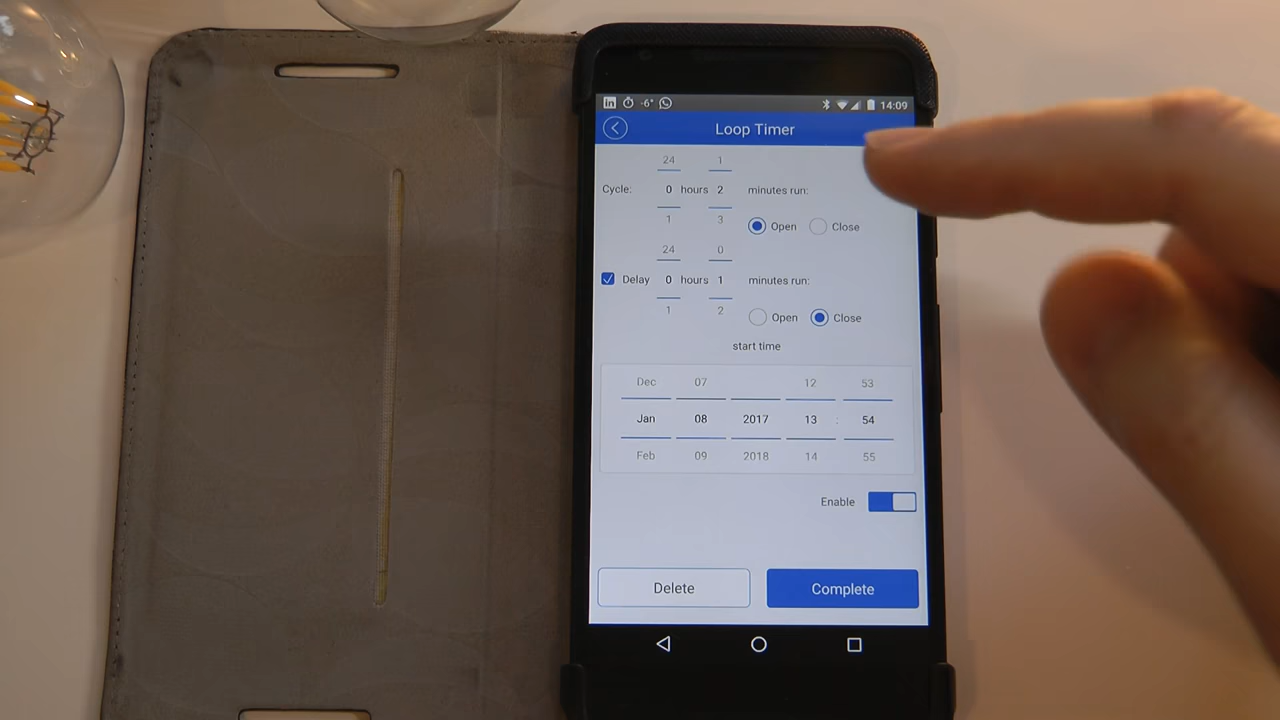 in -6° 14:09
Loop Timer
24 1
Cycle: 0 hours 2 minutes run:
1 3
Open Close
24 0
Delay 0 hours 1 minutes run:
1 2
Open Close
start time
Dec 07 12 53
Jan 08 2017 13 : 54
Feb 09 2018 14 55
Enable
Delete Complete